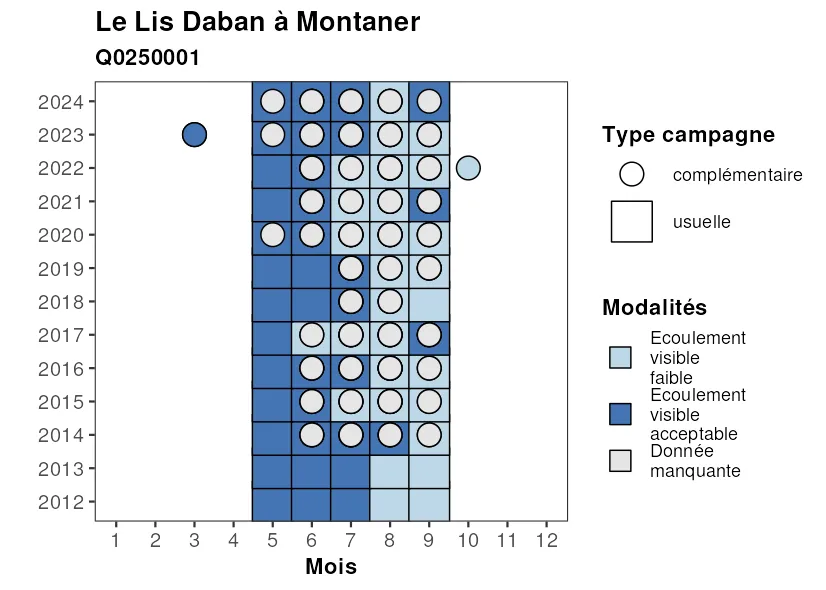 Le Lis Daban à Montaner
Q0250001
2024
2023
2022
2021
2020
2019
2018
2017
2016
2015
2014
2013
2012
1 2 3 4 5 6 7 8 9 10 11 12
Mois
Type campagne
complémentaire
usuelle
Modalités
Ecoulement
visible
faible
Ecoulement
visible
acceptable
Donnée
manquante